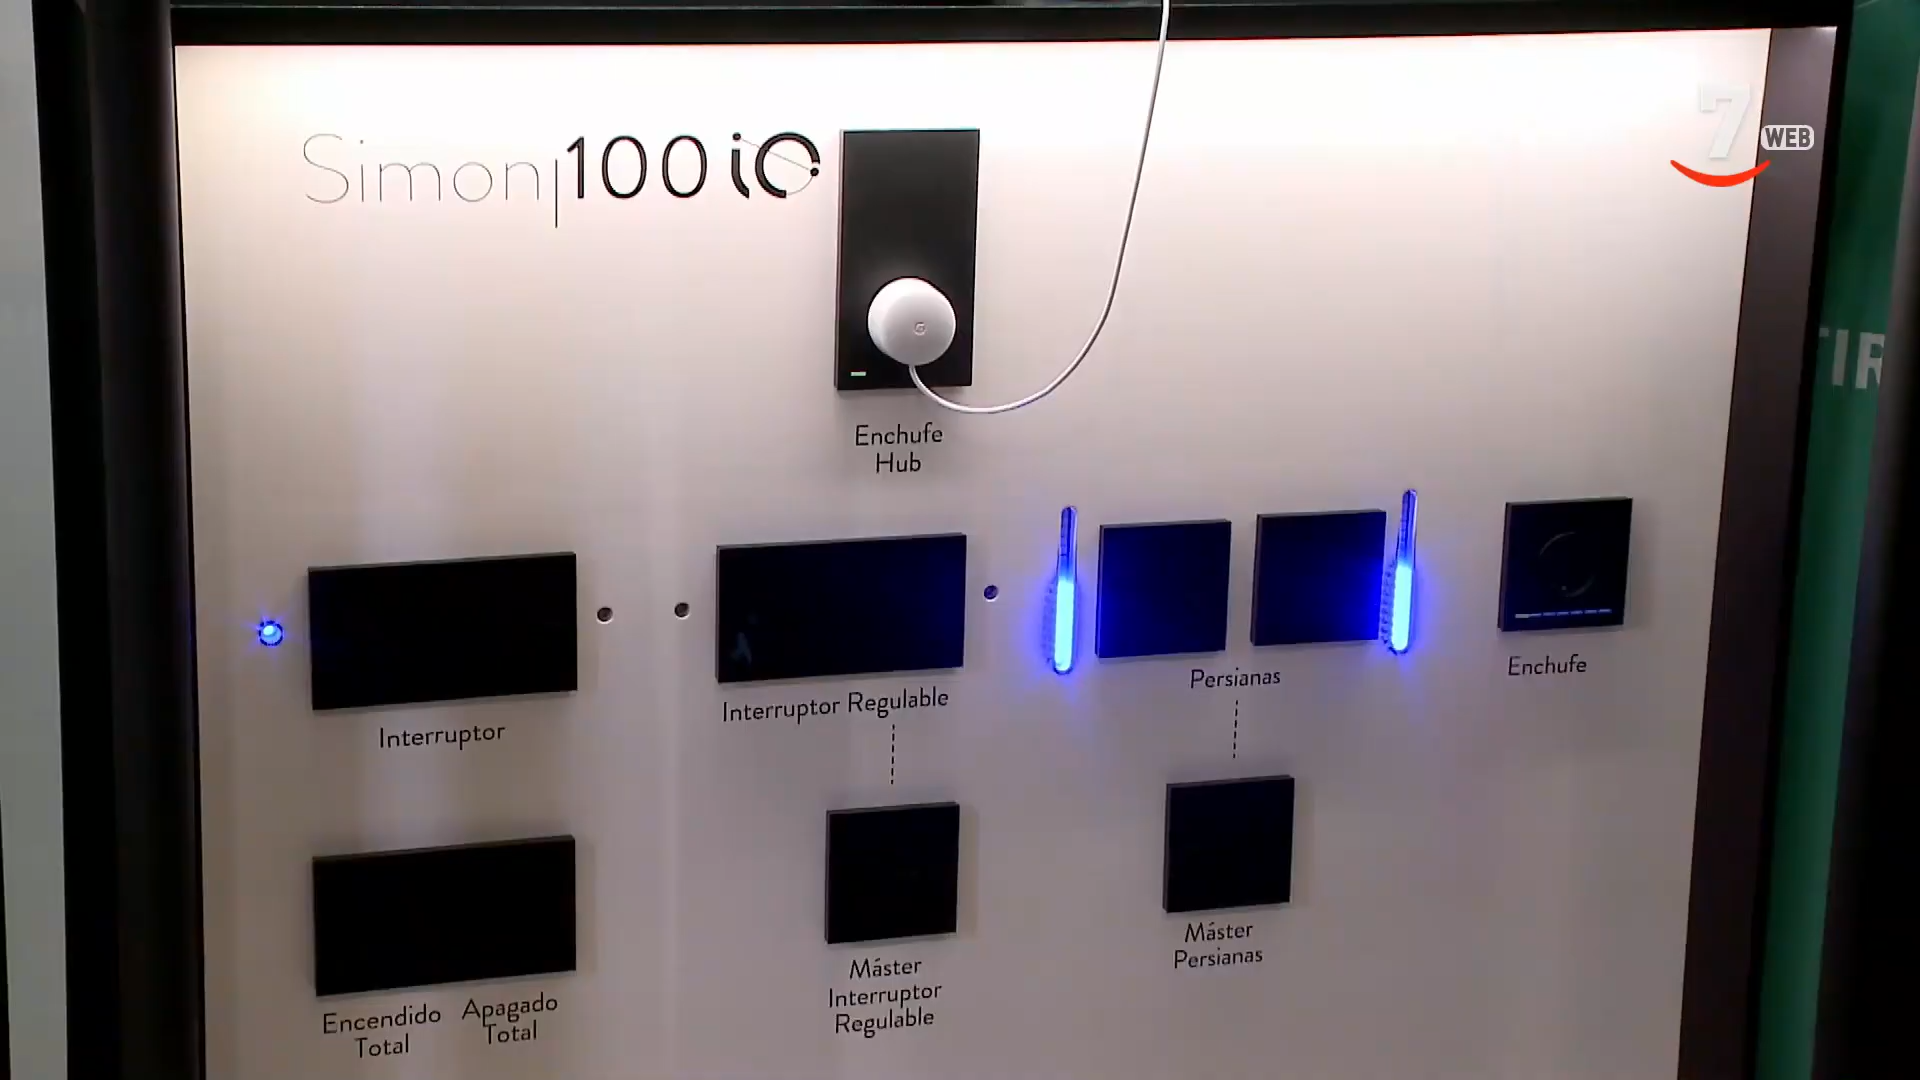 Simon|100 iO
7 WEB
Enchufe
Hub
TIR
Interruptor
Interruptor Regulable
Persianas
Enchufe
Encendido
Total
Apagado
Total
Máster
Interruptor
Regulable
Máster
Persianas